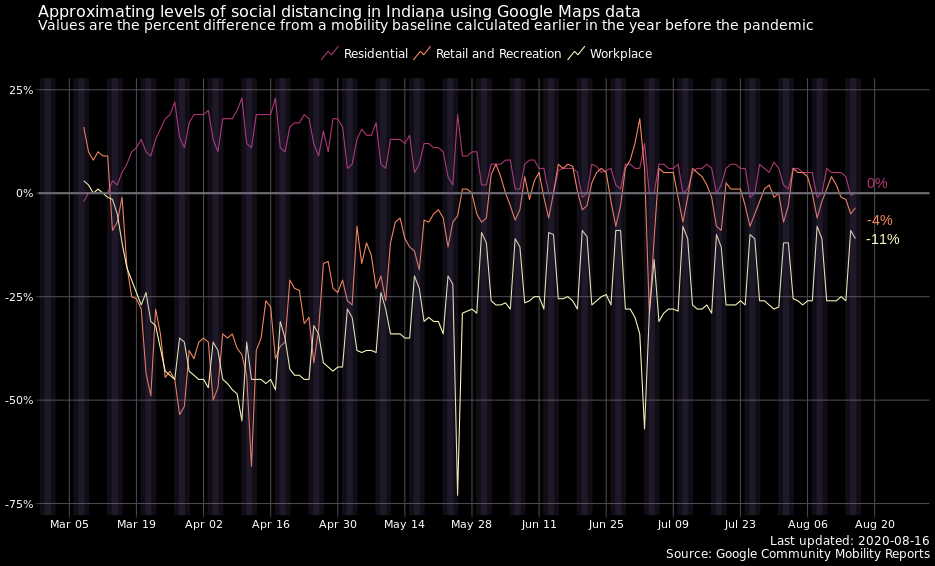 Approximating levels of social distancing in Indiana using Google Maps data
Values are the percent difference from a mobility baseline calculated earlier in the year before the pandemic
Residential Retail and Recreation Workplace
25%
0%
-25%
-50%
-75%
0%
-4%
-11%
Mar 05 Mar 19 Apr 02 Apr 16 Apr 30 May 14 May 28 Jun 11 Jun 25 Jul 09 Jul 23 Aug 06 Aug 20
Last updated: 2020-08-16
Source: Google Community Mobility Reports